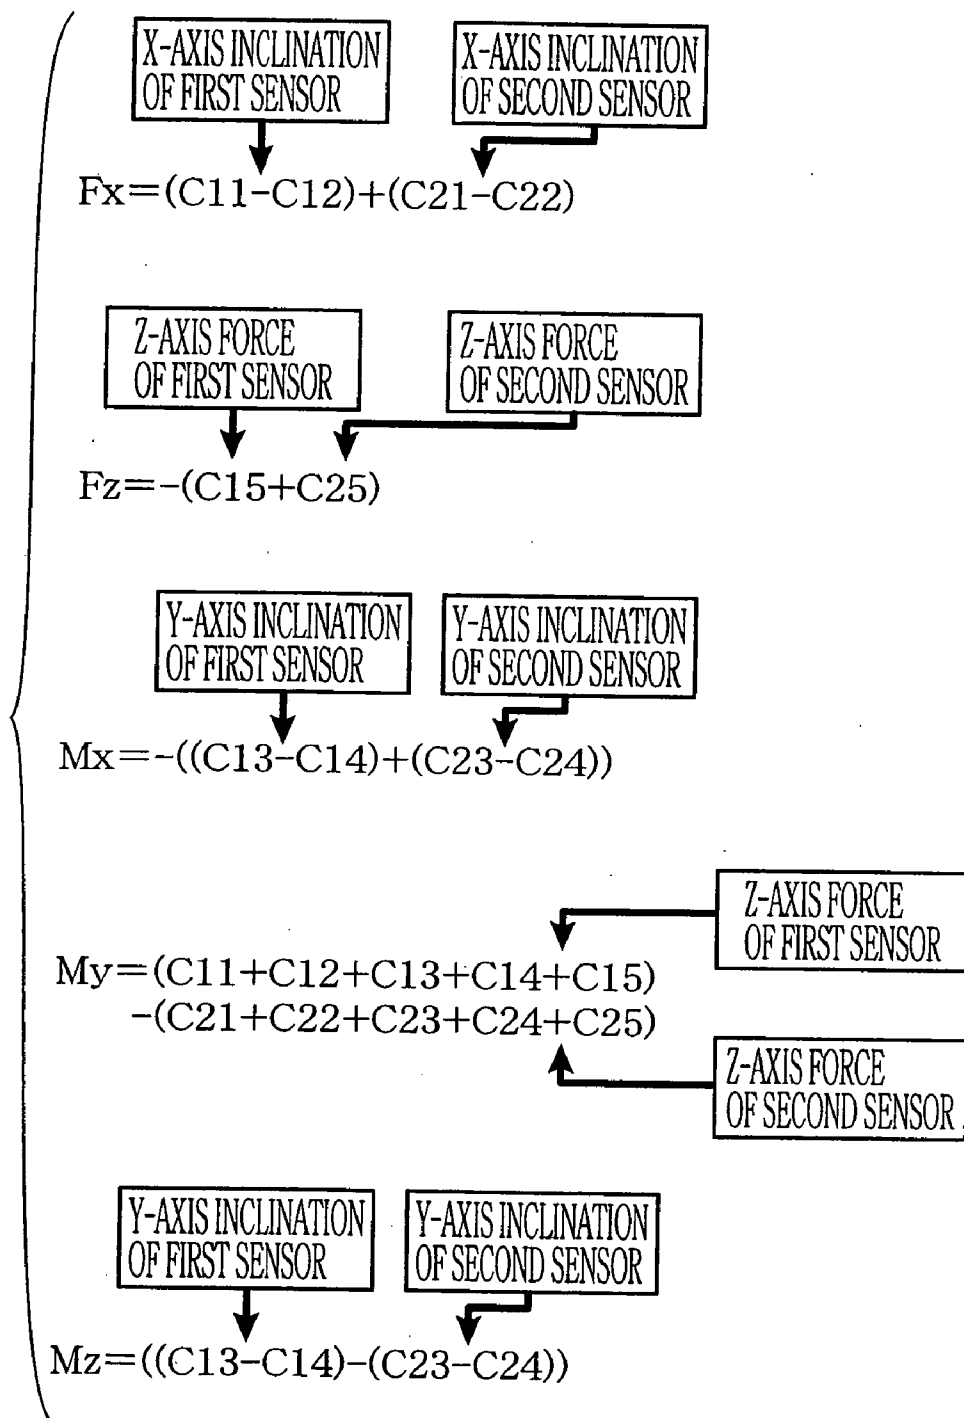 X-AXIS INCLINATION
OF FIRST SENSOR
X-AXIS INCLINATION
OF SECOND SENSOR
Fx=(C11-C12)+(C21-C22)
Z-AXIS FORCE
OF FIRST SENSOR
Z-AXIS FORCE
OF SECOND SENSOR
Fz=-(C15+C25)
Y-AXIS INCLINATION
OF FIRST SENSOR
Y-AXIS INCLINATION
OF SECOND SENSOR
Mx=-((C13-C14)+(C23-C24))
Z-AXIS FORCE
OF FIRST SENSOR
My=(C11+C12+C13+C14+C15)
-(C21+C22+C23+C24+C25)
Z-AXIS FORCE
OF SECOND SENSOR
Y-AXIS INCLINATION
OF FIRST SENSOR
Y-AXIS INCLINATION
OF SECOND SENSOR
Mz=((C13-C14)-(C23-C24))